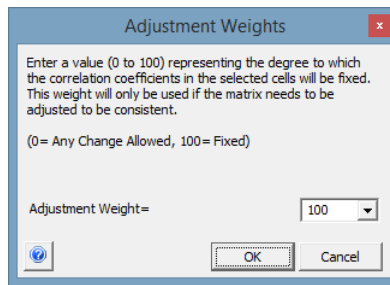 Adjustment Weights
x
Enter a value (0 to 100) representing the degree to which
the correlation coefficients in the selected cells will be fixed.
This weight will only be used if the matrix needs to be
adjusted to be consistent.
(0= Any Change Allowed, 100= Fixed)
Adjustment Weight= 100
? OK Cancel